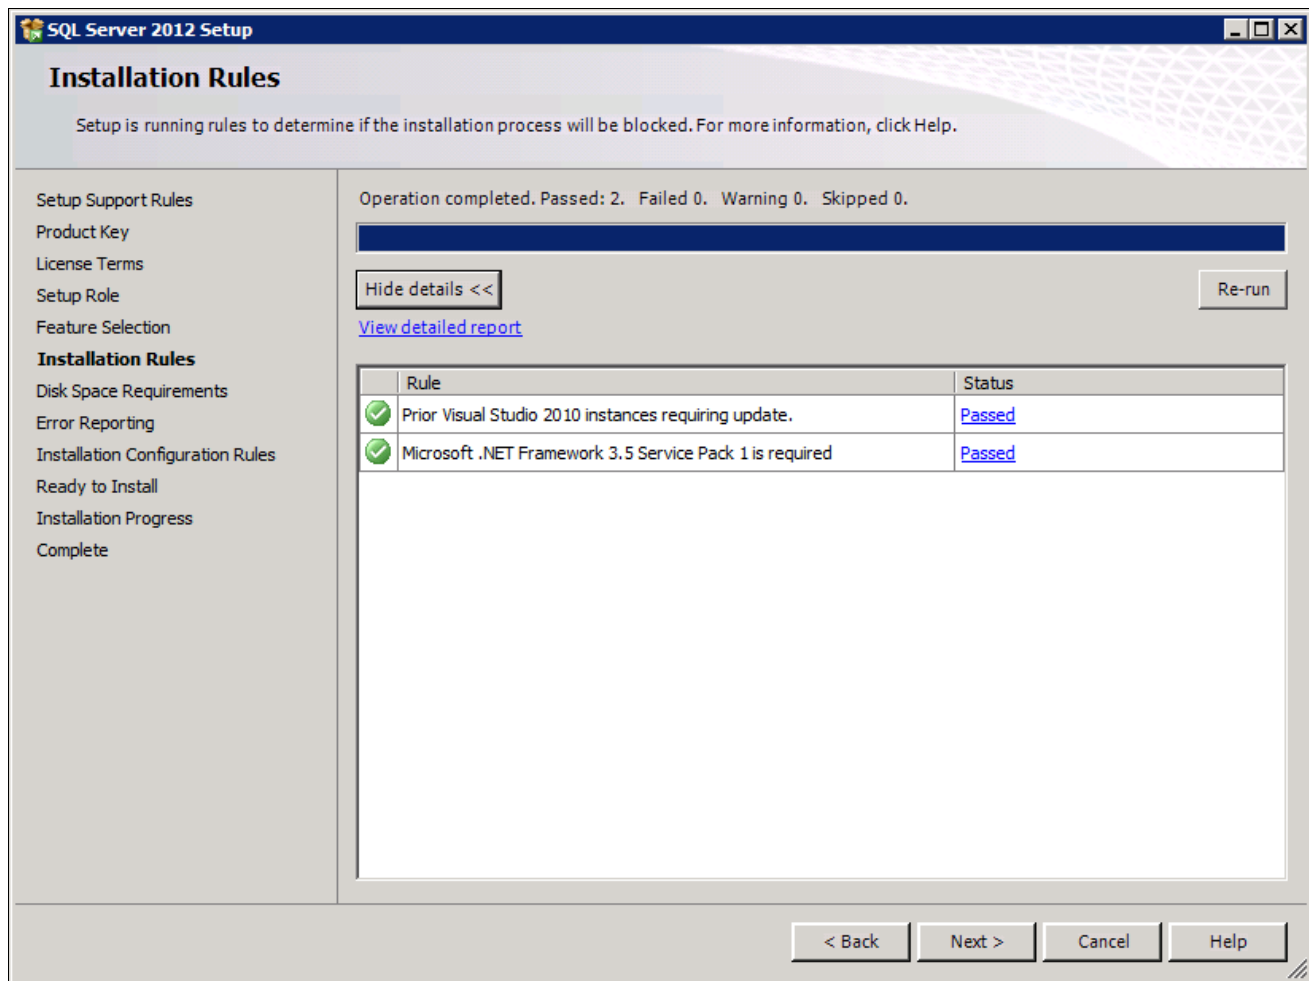 SQL Server 2012 Setup
Installation Rules
Setup is running rules to determine if the installation process will be blocked. For more information, click Help.
Setup Support Rules
Product Key
License Terms
Setup Role
Feature Selection
Installation Rules
Disk Space Requirements
Error Reporting
Installation Configuration Rules
Ready to Install
Installation Progress
Complete
Operation completed. Passed: 2. Failed 0. Warning 0. Skipped 0.
Hide details <<
Re-run
View detailed report
Rule Status
Prior Visual Studio 2010 instances requiring update. Passed
Microsoft .NET Framework 3.5 Service Pack 1 is required Passed
< Back Next > Cancel Help